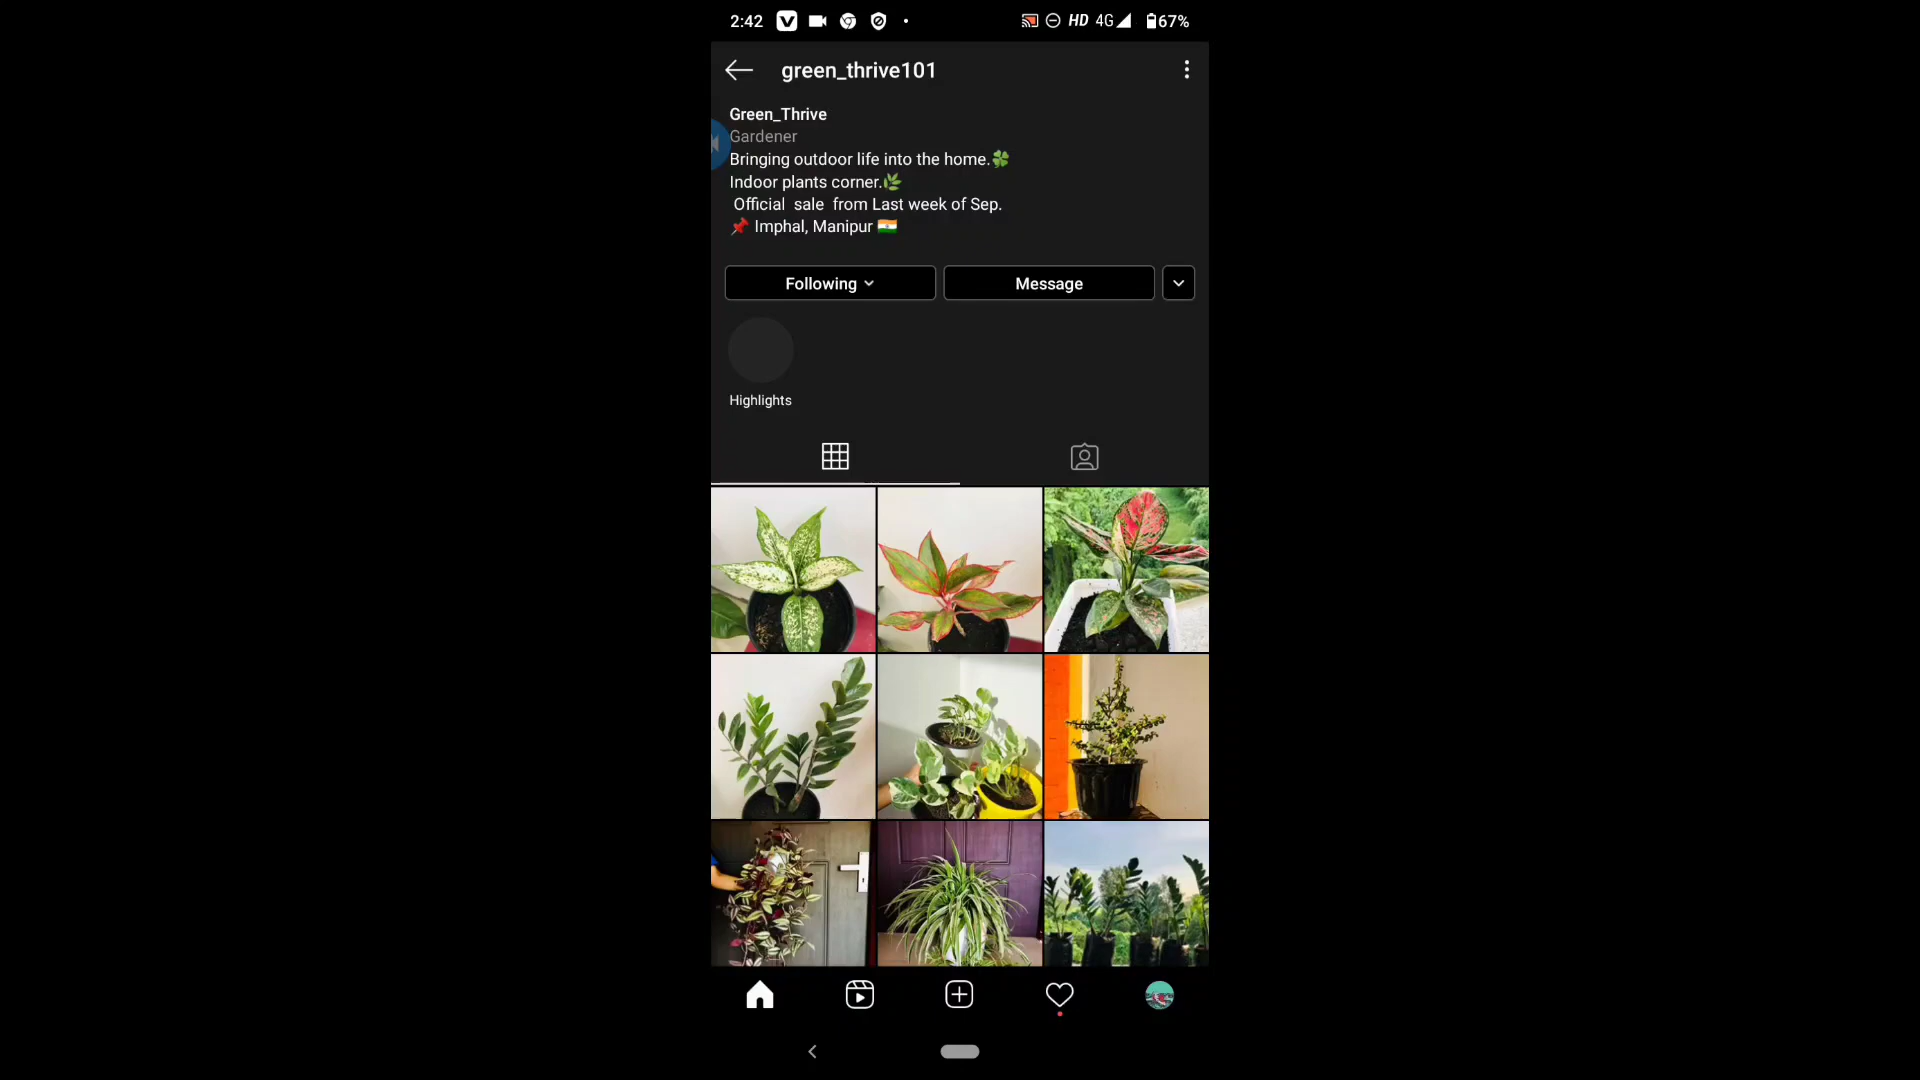 2:42 HD 4G 67%
green_thrive101
Green_Thrive
Gardener
Bringing outdoor life into the home.🍀
Indoor plants corner.🌿
Official sale from Last week of Sep.
📌 Imphal, Manipur 🇮🇳
Following Message
Highlights